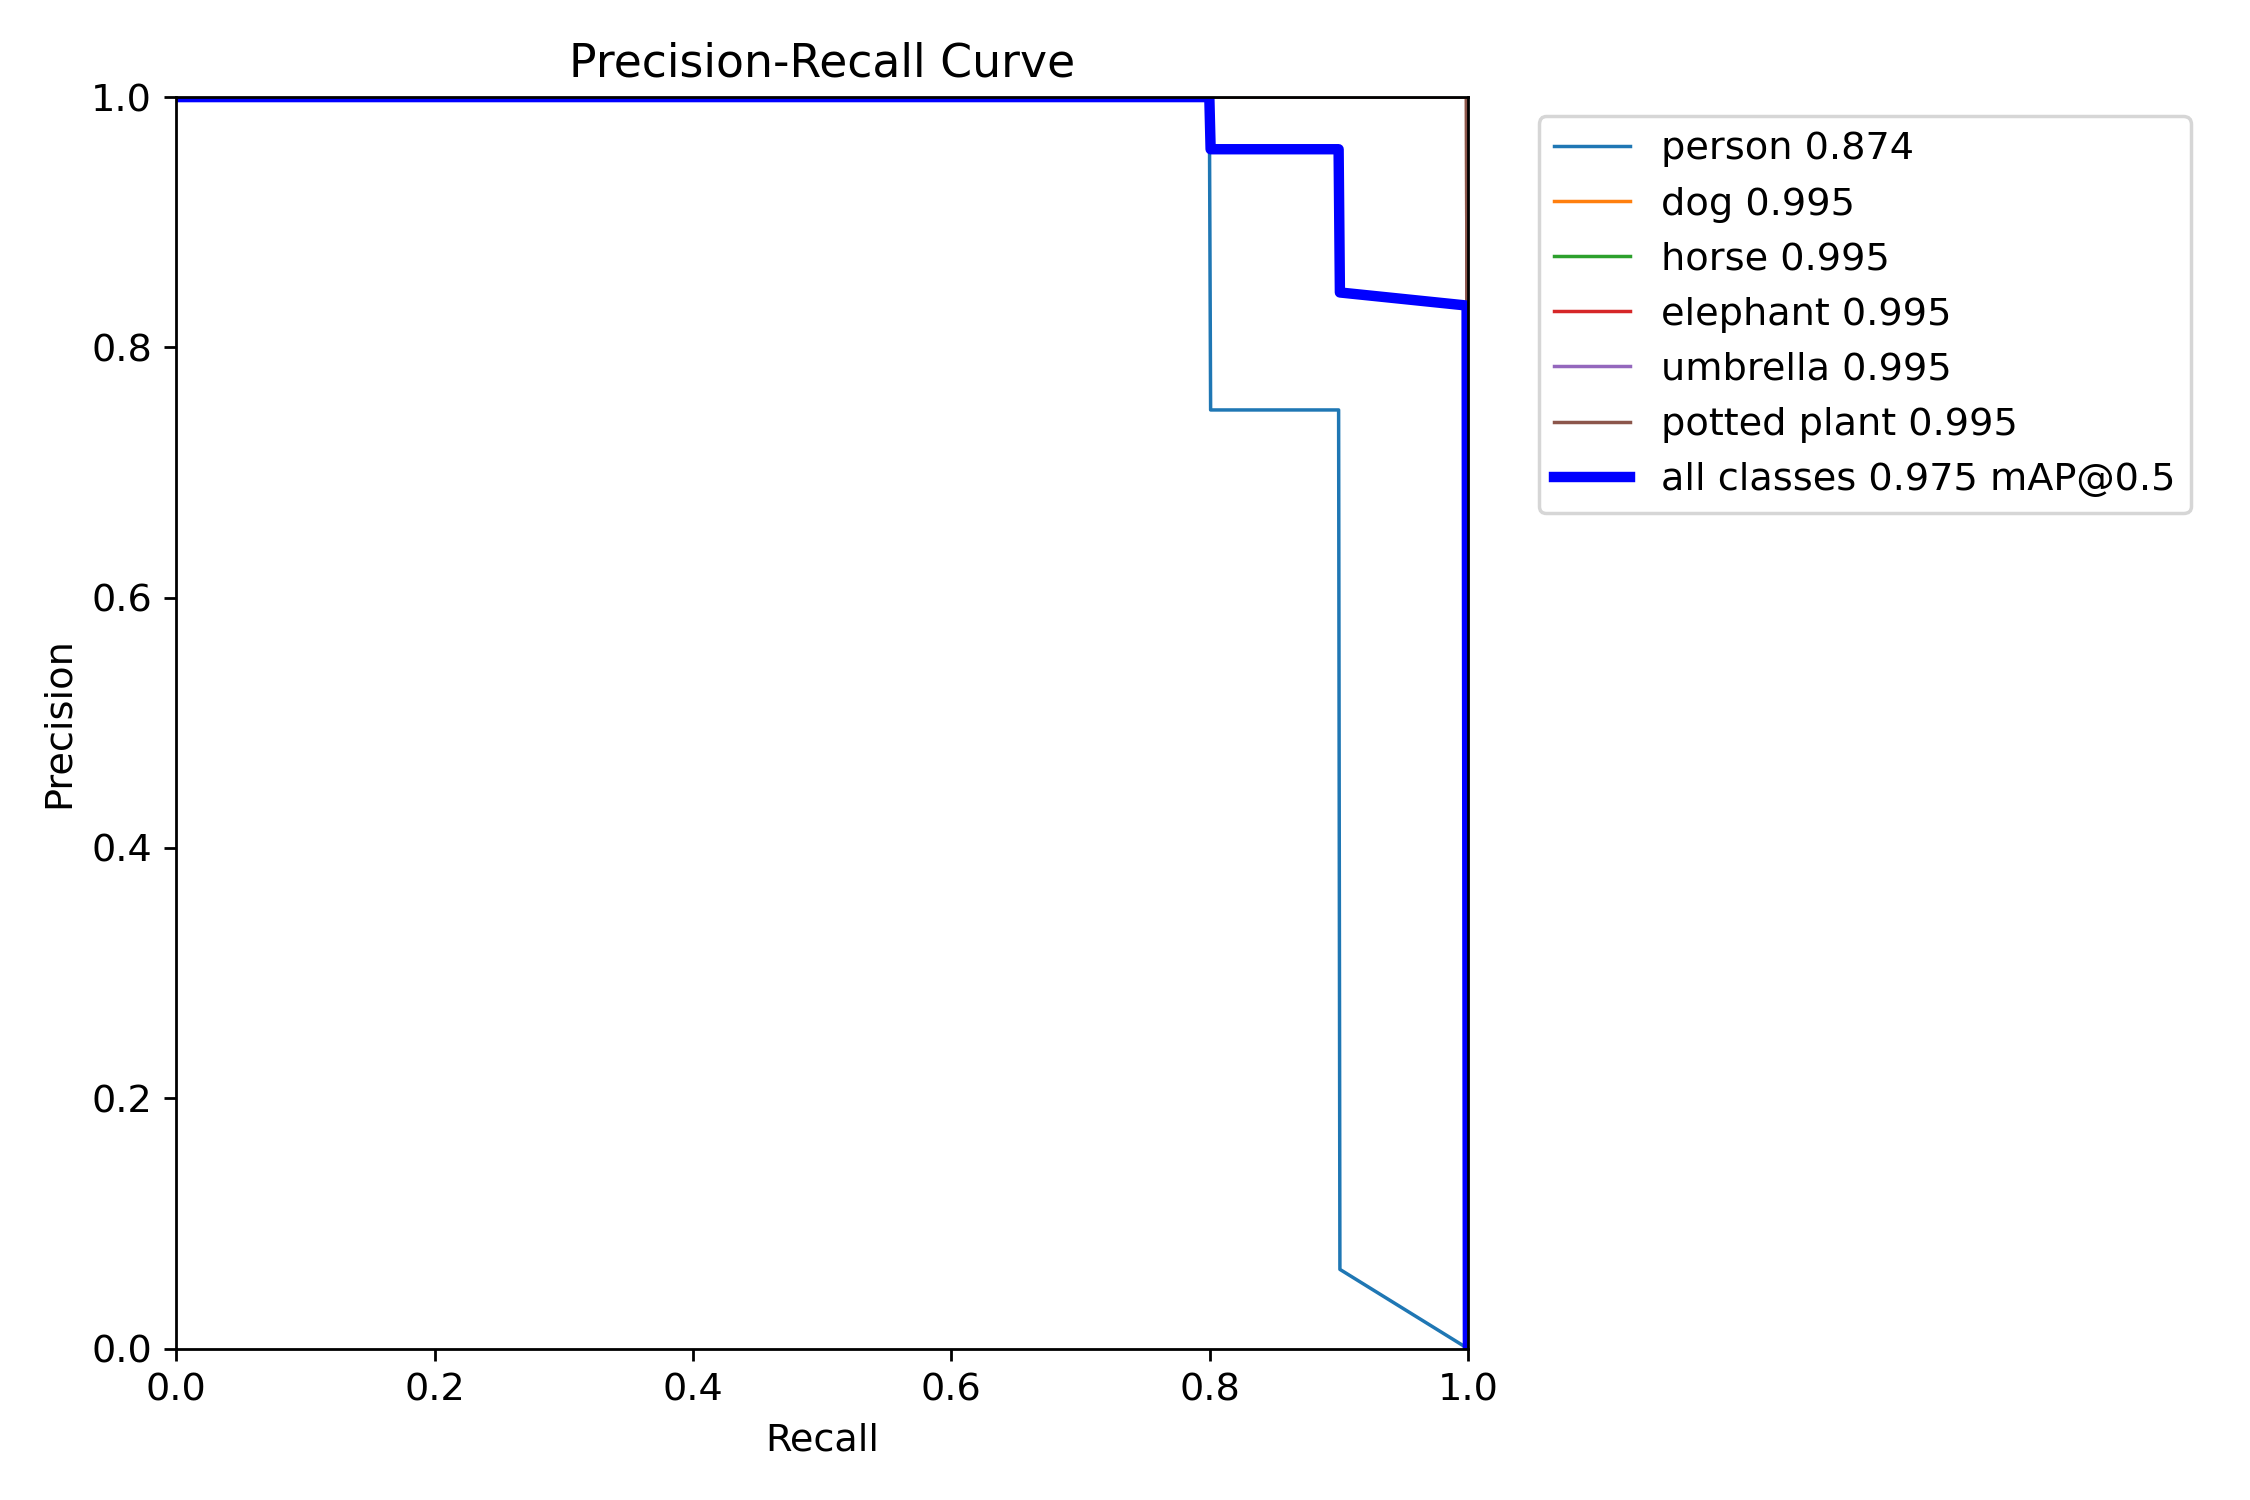 Precision-Recall Curve
1.0
0.8
0.6
0.4
0.2
0.0
Precision
0.0 0.2 0.4 0.6 0.8 1.0
Recall
person 0.874
dog 0.995
horse 0.995
elephant 0.995
umbrella 0.995
potted plant 0.995
all classes 0.975 mAP@0.5